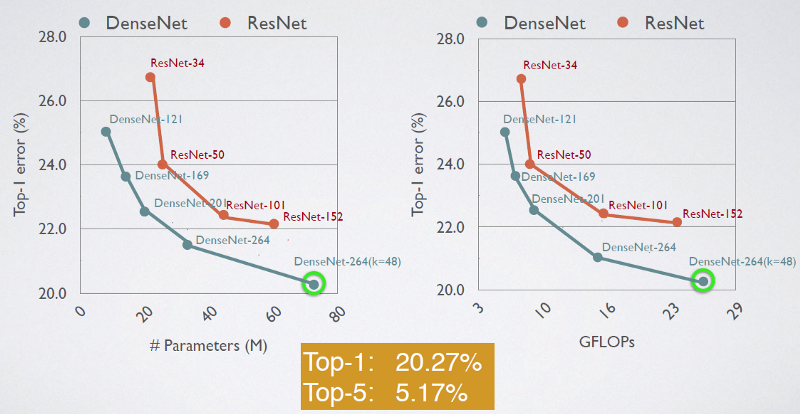 DenseNet ResNet
28.0
26.0
24.0
22.0
20.0
Top-1 error (%)
ResNet-34
DenseNet-121
ResNet-50
DenseNet-169
DenseNet-201
ResNet-101
ResNet-152
DenseNet-264
DenseNet-264(k=48)
0 20 40 60 80
# Parameters (M)
DenseNet ResNet
28.0
26.0
24.0
22.0
20.0
Top-1 error (%)
ResNet-34
DenseNet-121
ResNet-50
DenseNet-169
DenseNet-201
ResNet-101
ResNet-152
DenseNet-264
DenseNet-264(k=48)
3 10 16 23 29
GFLOPs
Top-1: 20.27%
Top-5: 5.17%